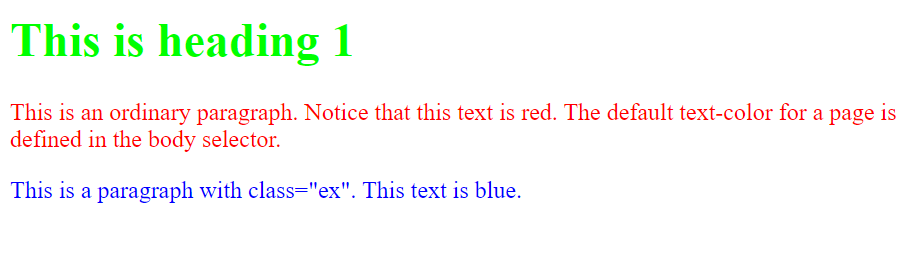 This is heading 1
This is an ordinary paragraph. Notice that this text is red. The default text-color for a page is
defined in the body selector.
This is a paragraph with class="ex". This text is blue.